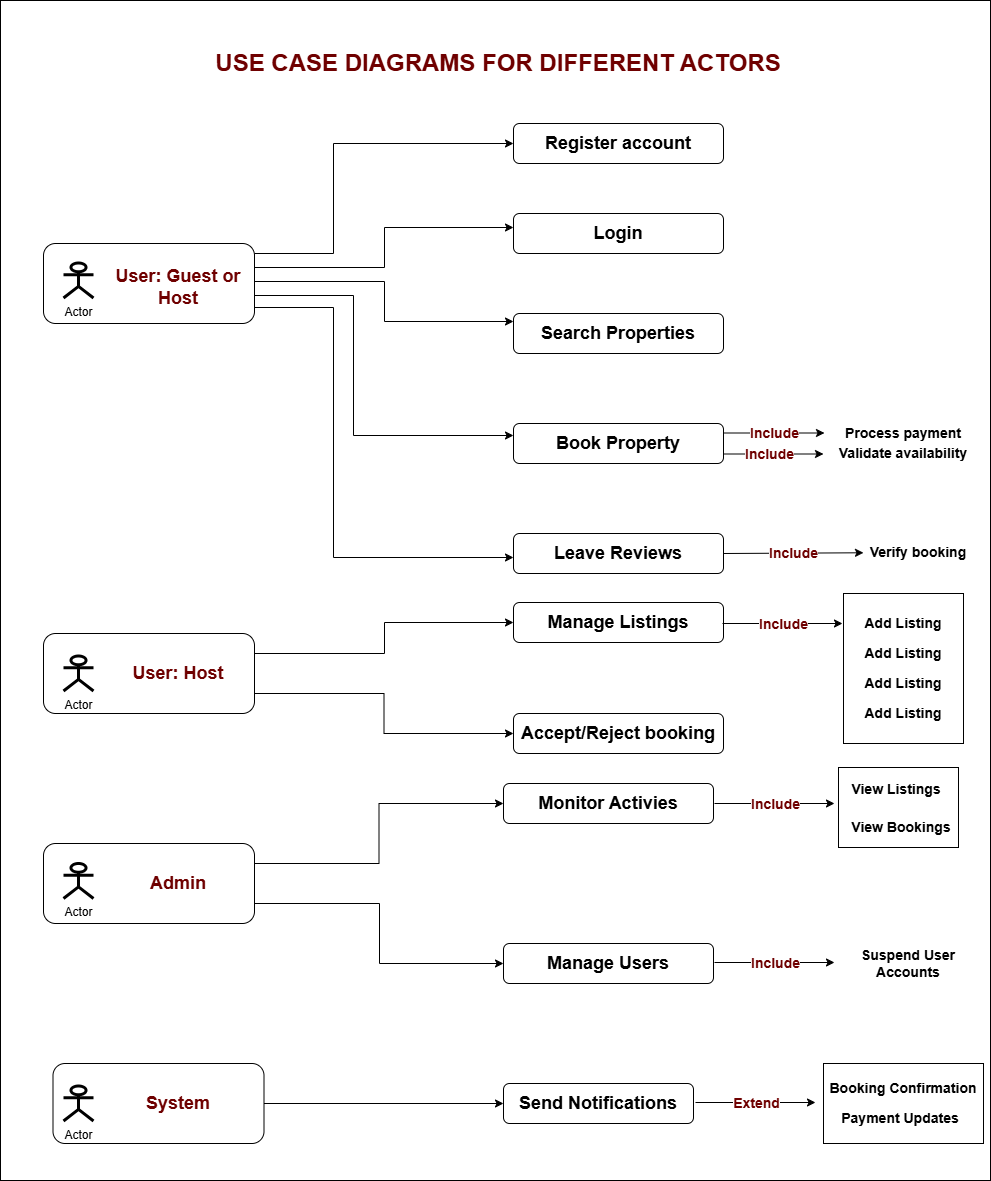 USE CASE DIAGRAMS FOR DIFFERENT ACTORS
Register account
Login
User: Guest or
Host
Actor
Search Properties
Book Property
Include
Process payment
Include
Validate availability
Leave Reviews
Include
Verify booking
Manage Listings
Include
Add Listing
Add Listing
Add Listing
Add Listing
User: Host
Actor
Accept/Reject booking
Monitor Activies
Include
View Listings
View Bookings
Admin
Actor
Manage Users
Include
Suspend User
Accounts
System
Actor
Send Notifications
Extend
Booking Confirmation
Payment Updates